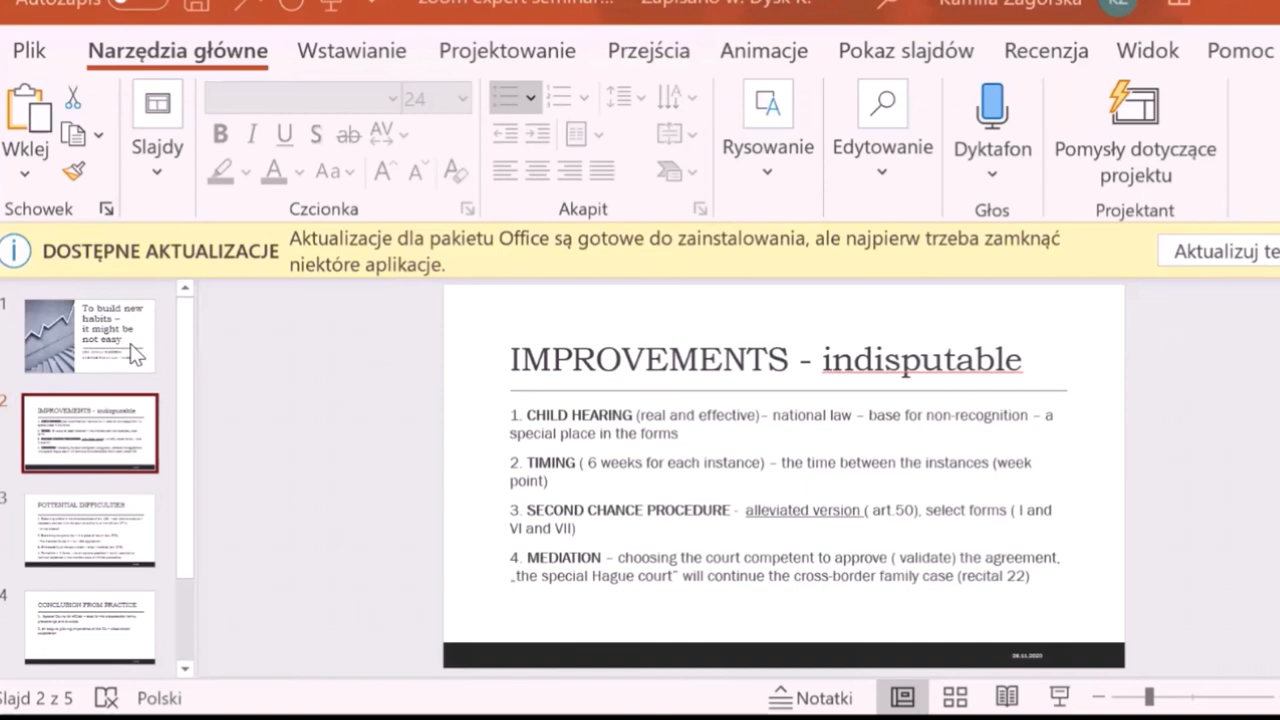 Autozapis
zoom expert seminar... Zapisano w: Dysk K.
Kamila Zagórska
KZ
Plik Narzędzia główne Wstawianie Projektowanie Przejścia Animacje Pokaz slajdów Recenzja Widok Pomoc
24
Wklej Slajdy Rysowanie Edytowanie Dyktafon Pomysły dotyczące
projektu
Schowek Czcionka Akapit Głos Projektant
DOSTĘPNE AKTUALIZACJE Aktualizacje dla pakietu Office są gotowe do zainstalowania, ale najpierw trzeba zamknąć
niektóre aplikacje.
Aktualizuj te
1
To build new
habits –
it might be
not easy
2
IMPROVEMENTS - indisputable
3
POTTENTIAL DIFFICULTIES
4
CONCLUSION FROM PRACTICE
IMPROVEMENTS - indisputable
1. CHILD HEARING (real and effective)– national law – base for non-recognition – a
special place in the forms
2. TIMING ( 6 weeks for each instance) – the time between the instances (week
point)
3. SECOND CHANCE PROCEDURE - alleviated version ( art.50), select forms ( I and
VI and VII)
4. MEDIATION – choosing the court competent to approve ( validate) the agreement,
„the special Hague court” will continue the cross-border family case (recital 22)
Slajd 2 z 5 Polski Notatki